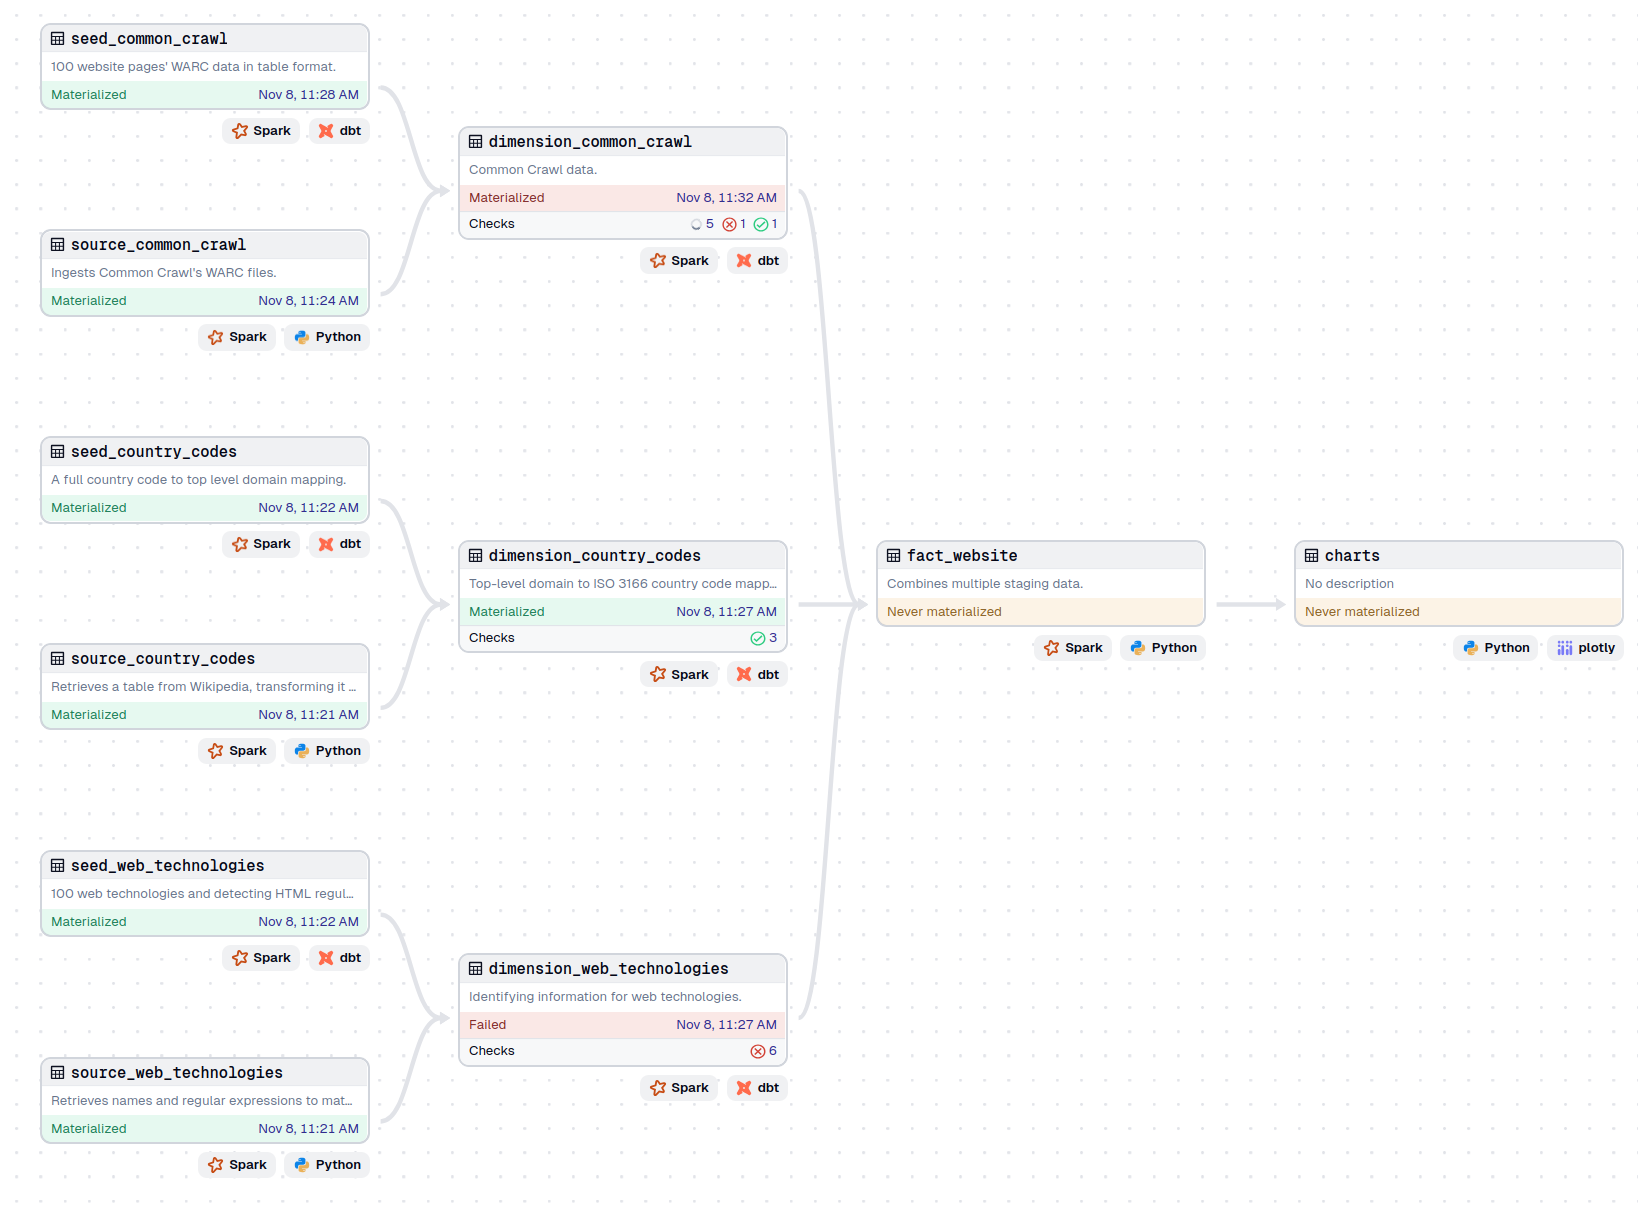 seed_common_crawl
100 website pages' WARC data in table format.
Materialized Nov 8, 11:28 AM
Spark dbt
source_common_crawl
Ingests Common Crawl's WARC files.
Materialized Nov 8, 11:24 AM
Spark Python
seed_country_codes
A full country code to top level domain mapping.
Materialized Nov 8, 11:22 AM
Spark dbt
source_country_codes
Retrieves a table from Wikipedia, transforming it ...
Materialized Nov 8, 11:21 AM
Spark Python
seed_web_technologies
100 web technologies and detecting HTML regul...
Materialized Nov 8, 11:22 AM
Spark dbt
source_web_technologies
Retrieves names and regular expressions to mat...
Materialized Nov 8, 11:21 AM
Spark Python
dimension_common_crawl
Common Crawl data.
Materialized Nov 8, 11:32 AM
Checks 5 1 1
Spark dbt
dimension_country_codes
Top-level domain to ISO 3166 country code mapp...
Materialized Nov 8, 11:27 AM
Checks 3
Spark dbt
dimension_web_technologies
Identifying information for web technologies.
Failed Nov 8, 11:27 AM
Checks 6
Spark dbt
fact_website
Combines multiple staging data.
Never materialized
Spark Python
charts
No description
Never materialized
Python plotly